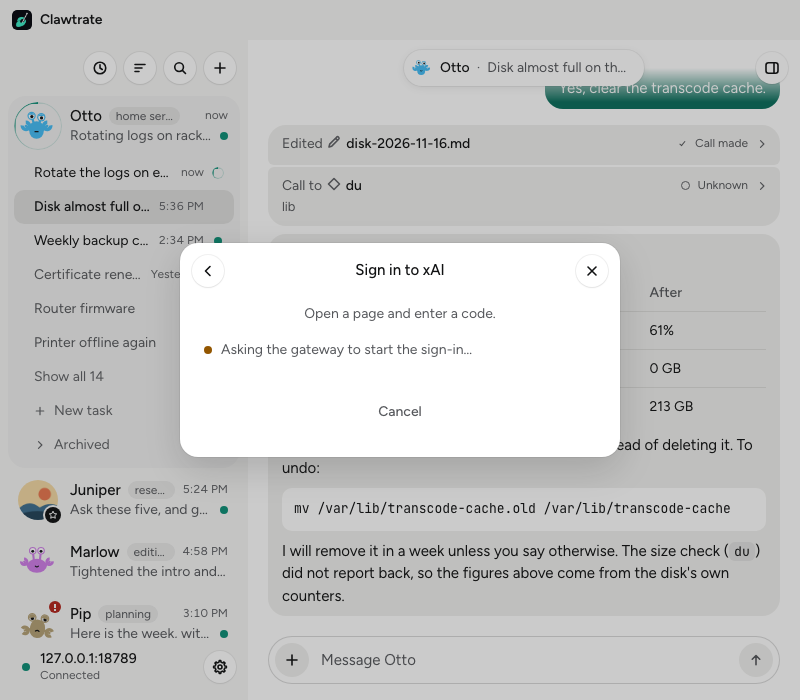 Clawtrate
Otto · Disk almost full on th...
Otto home ser... now
Rotating logs on rack...
Rotate the logs on e... now
Disk almost full o... 5:36 PM
Weekly backup c... 2:34 PM
Certificate rene... Yeste
Router firmware
Printer offline again
Show all 14
New task
Archived
Juniper rese... 5:24 PM
Ask these five, and g...
Marlow editi... 4:58 PM
Tightened the intro and...
Pip planning 3:10 PM
Here is the week. wit...
127.0.0.1:18789
Connected
Yes, clear the transcode cache.
Edited disk-2026-11-16.md Call made
Call to du Unknown
lib
Sign in to xAI
Open a page and enter a code.
Asking the gateway to start the sign-in...
Cancel
After
61%
0 GB
213 GB
ead of deleting it. To
undo:
mv /var/lib/transcode-cache.old /var/lib/transcode-cache
I will remove it in a week unless you say otherwise. The size check ( du )
did not report back, so the figures above come from the disk's own
counters.
Message Otto